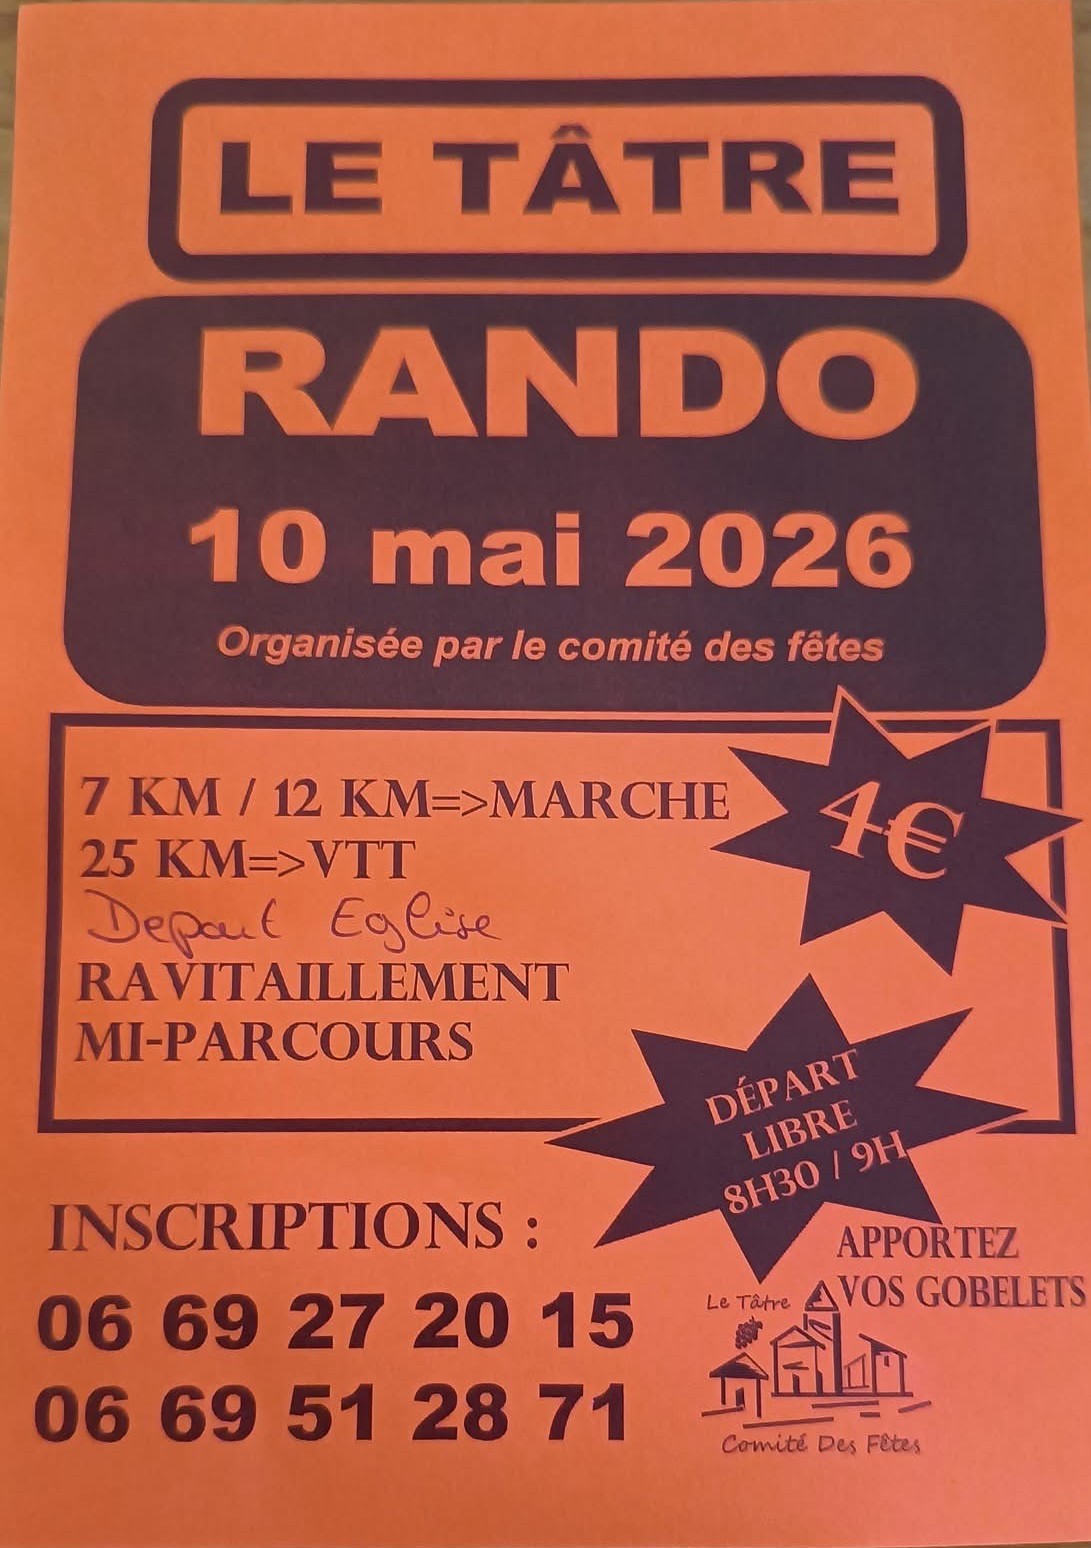 LE TÂTRE
RANDO
10 mai 2026
Organisée par le comité des fêtes
7 KM / 12 KM=>MARCHE
4€
25 KM=>VTT
Depart Eglise
RAVITAILLEMENT
MI-PARCOURS
DÉPART
LIBRE
8H30 / 9H
INSCRIPTIONS :
06 69 27 20 15
06 69 51 28 71
APPORTEZ
VOS GOBELETS
Le Tâtre
Comité Des Fêtes